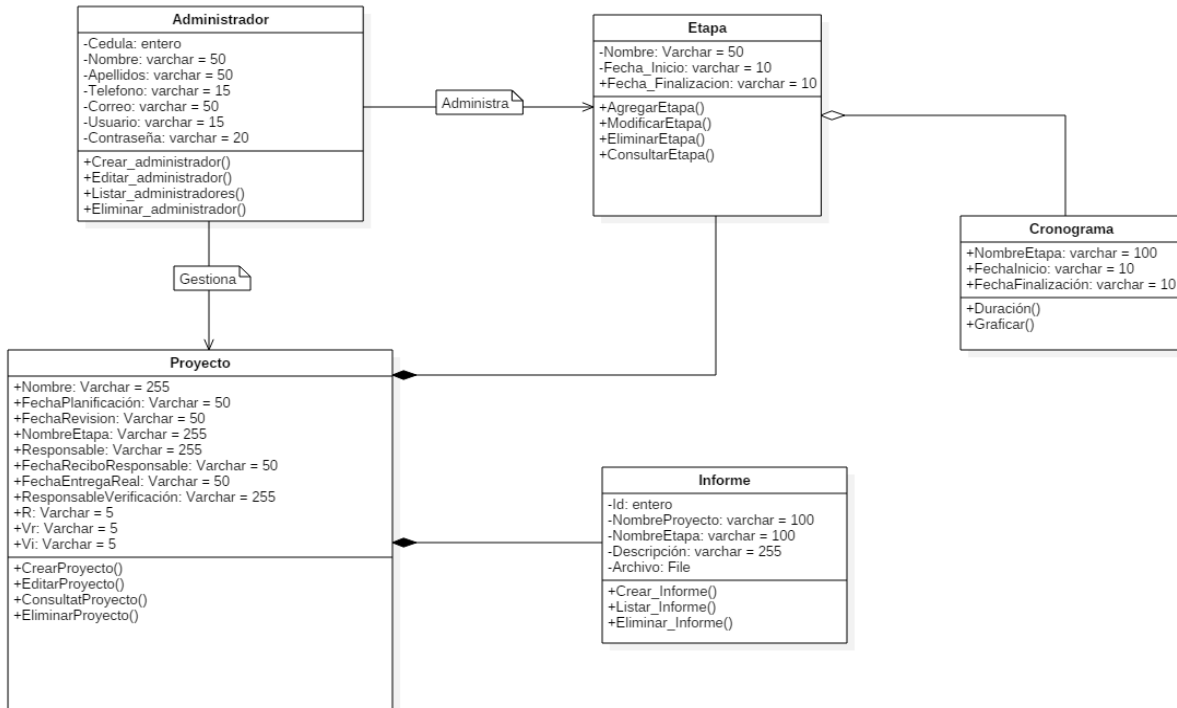 Administrador
-Cedula: entero
-Nombre: varchar = 50
-Apellidos: varchar = 50
-Telefono: varchar = 15
-Correo: varchar = 50
-Usuario: varchar = 15
-Contraseña: varchar = 20
+Crear_administrador()
+Editar_administrador()
+Listar_administradores()
+Eliminar_administrador()
Administra
Etapa
-Nombre: Varchar = 50
-Fecha_Inicio: varchar = 10
+Fecha_Finalizacion: varchar = 10
+AgregarEtapa()
+ModificarEtapa()
+EliminarEtapa()
+ConsultarEtapa()
Cronograma
+NombreEtapa: varchar = 100
+FechaInicio: varchar = 10
+FechaFinalización: varchar = 10
+Duración()
+Graficar()
Gestiona
Proyecto
+Nombre: Varchar = 255
+FechaPlanificación: Varchar = 50
+FechaRevision: Varchar = 50
+NombreEtapa: Varchar = 255
+Responsable: Varchar = 255
+FechaReciboResponsable: Varchar = 50
+FechaEntregaReal: Varchar = 50
+ResponsableVerificación: Varchar = 255
+R: Varchar = 5
+Vr: Varchar = 5
+Vi: Varchar = 5
+CrearProyecto()
+EditarProyecto()
+ConsultatProyecto()
+EliminarProyecto()
Informe
-Id: entero
-NombreProyecto: varchar = 100
-NombreEtapa: varchar = 100
-Descripción: varchar = 255
-Archivo: File
+Crear_Informe()
+Listar_Informe()
+Eliminar_Informe()